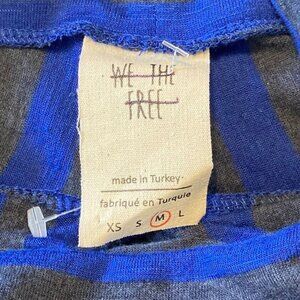 WE THE
FREE
made in Turkey
fabriqué en Turquie
XS S M L